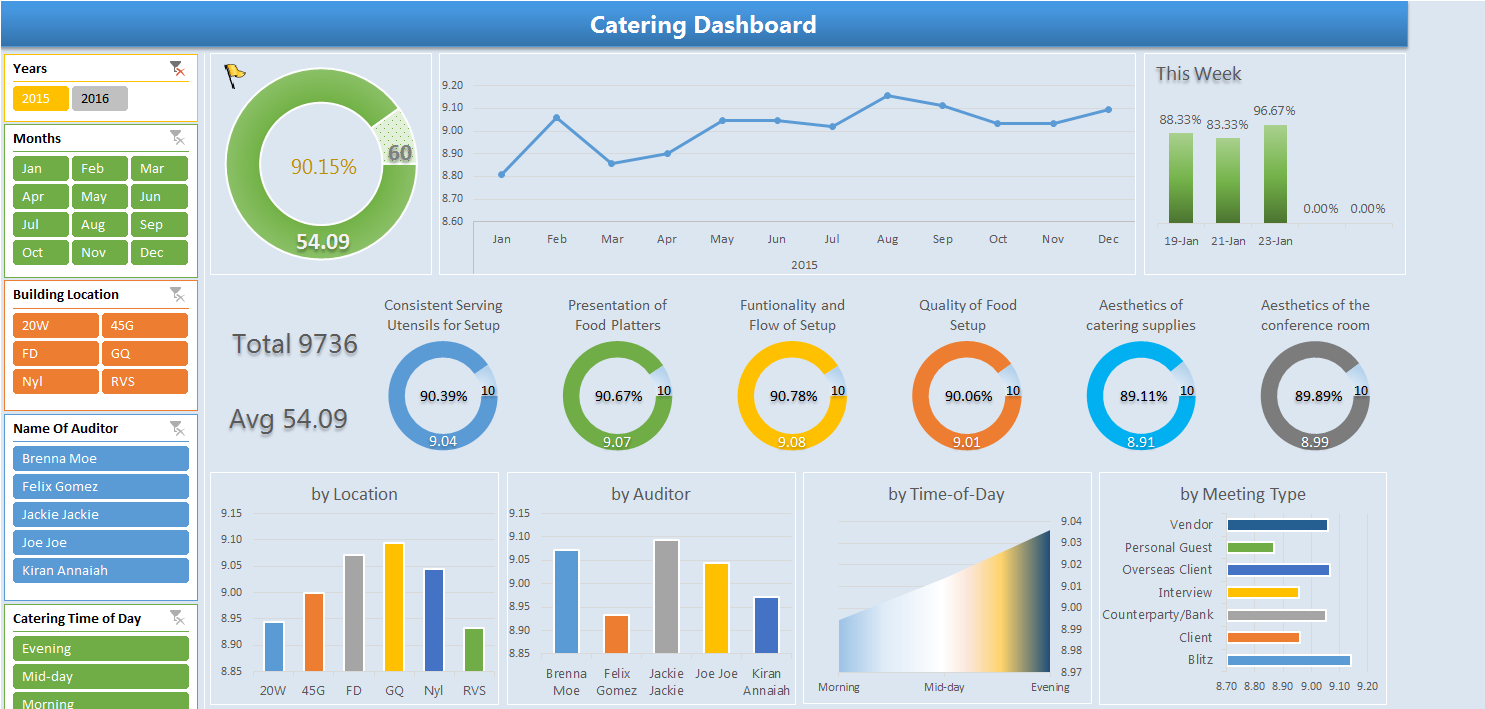 Catering Dashboard
Years
2015 2016
Months
Jan Feb Mar
Apr May Jun
Jul Aug Sep
Oct Nov Dec
Building Location
20W 45G
FD GQ
Nyl RVS
Name Of Auditor
Brenna Moe
Felix Gomez
Jackie Jackie
Joe Joe
Kiran Annaiah
Catering Time of Day
Evening
Mid-day
Morning
90.15%
60
54.09
9.20
9.10
9.00
8.90
8.80
8.70
8.60
Jan Feb Mar Apr May Jun Jul Aug Sep Oct Nov Dec
2015
This Week
88.33% 83.33% 96.67% 0.00% 0.00%
19-Jan 21-Jan 23-Jan
Total 9736
Avg 54.09
Consistent Serving
Utensils for Setup
90.39%
10
9.04
Presentation of
Food Platters
90.67%
10
9.07
Funtionality and
Flow of Setup
90.78%
10
9.08
Quality of Food
Setup
90.06%
10
9.01
Aesthetics of
catering supplies
89.11%
10
8.91
Aesthetics of the
conference room
89.89%
10
8.99
by Location
9.15
9.10
9.05
9.00
8.95
8.90
8.85
20W 45G FD GQ Nyl RVS
by Auditor
9.15
9.10
9.05
9.00
8.95
8.90
8.85
Brenna Felix Jackie Joe Joe Kiran
Moe Gomez Jackie Annaiah
by Time-of-Day
9.04
9.03
9.02
9.01
9.00
8.99
8.98
8.97
Morning Mid-day Evening
by Meeting Type
Vendor
Personal Guest
Overseas Client
Interview
Counterparty/Bank
Client
Blitz
8.70 8.80 8.90 9.00 9.10 9.20